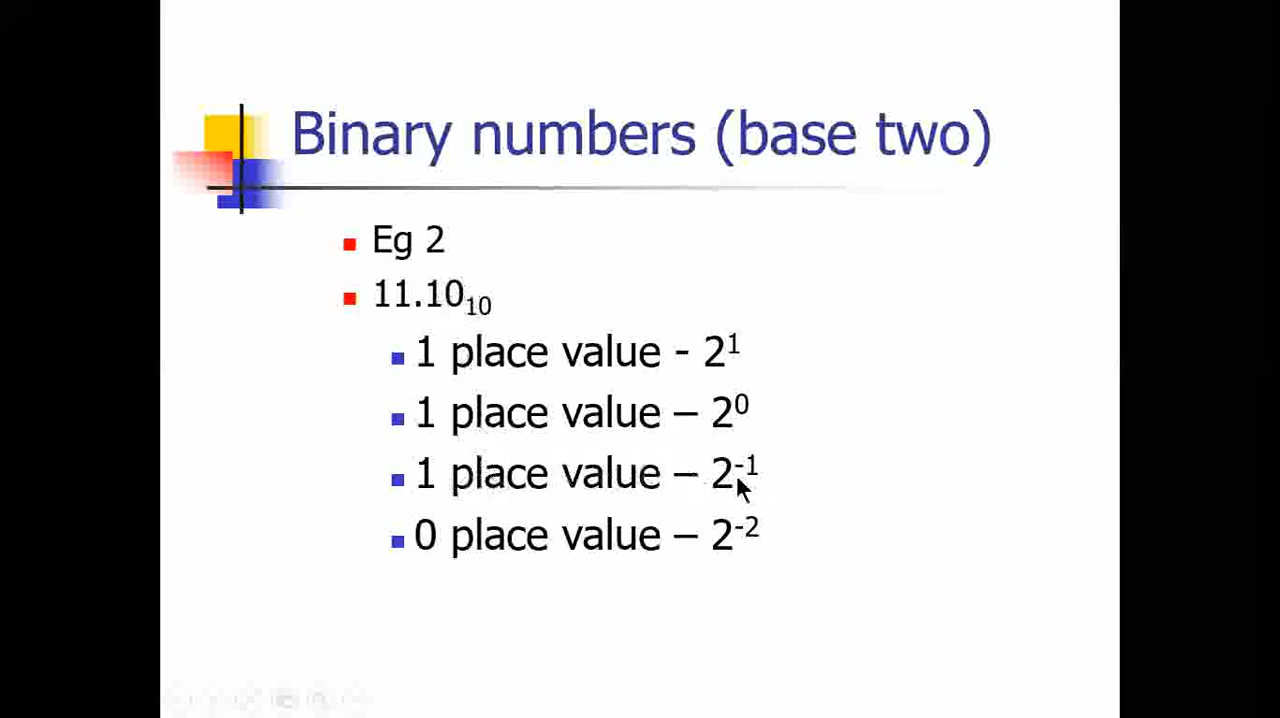 Binary numbers (base two)
Eg 2
11.10₁₀
1 place value - 2¹
1 place value – 2⁰
1 place value – 2⁻¹
0 place value – 2⁻²